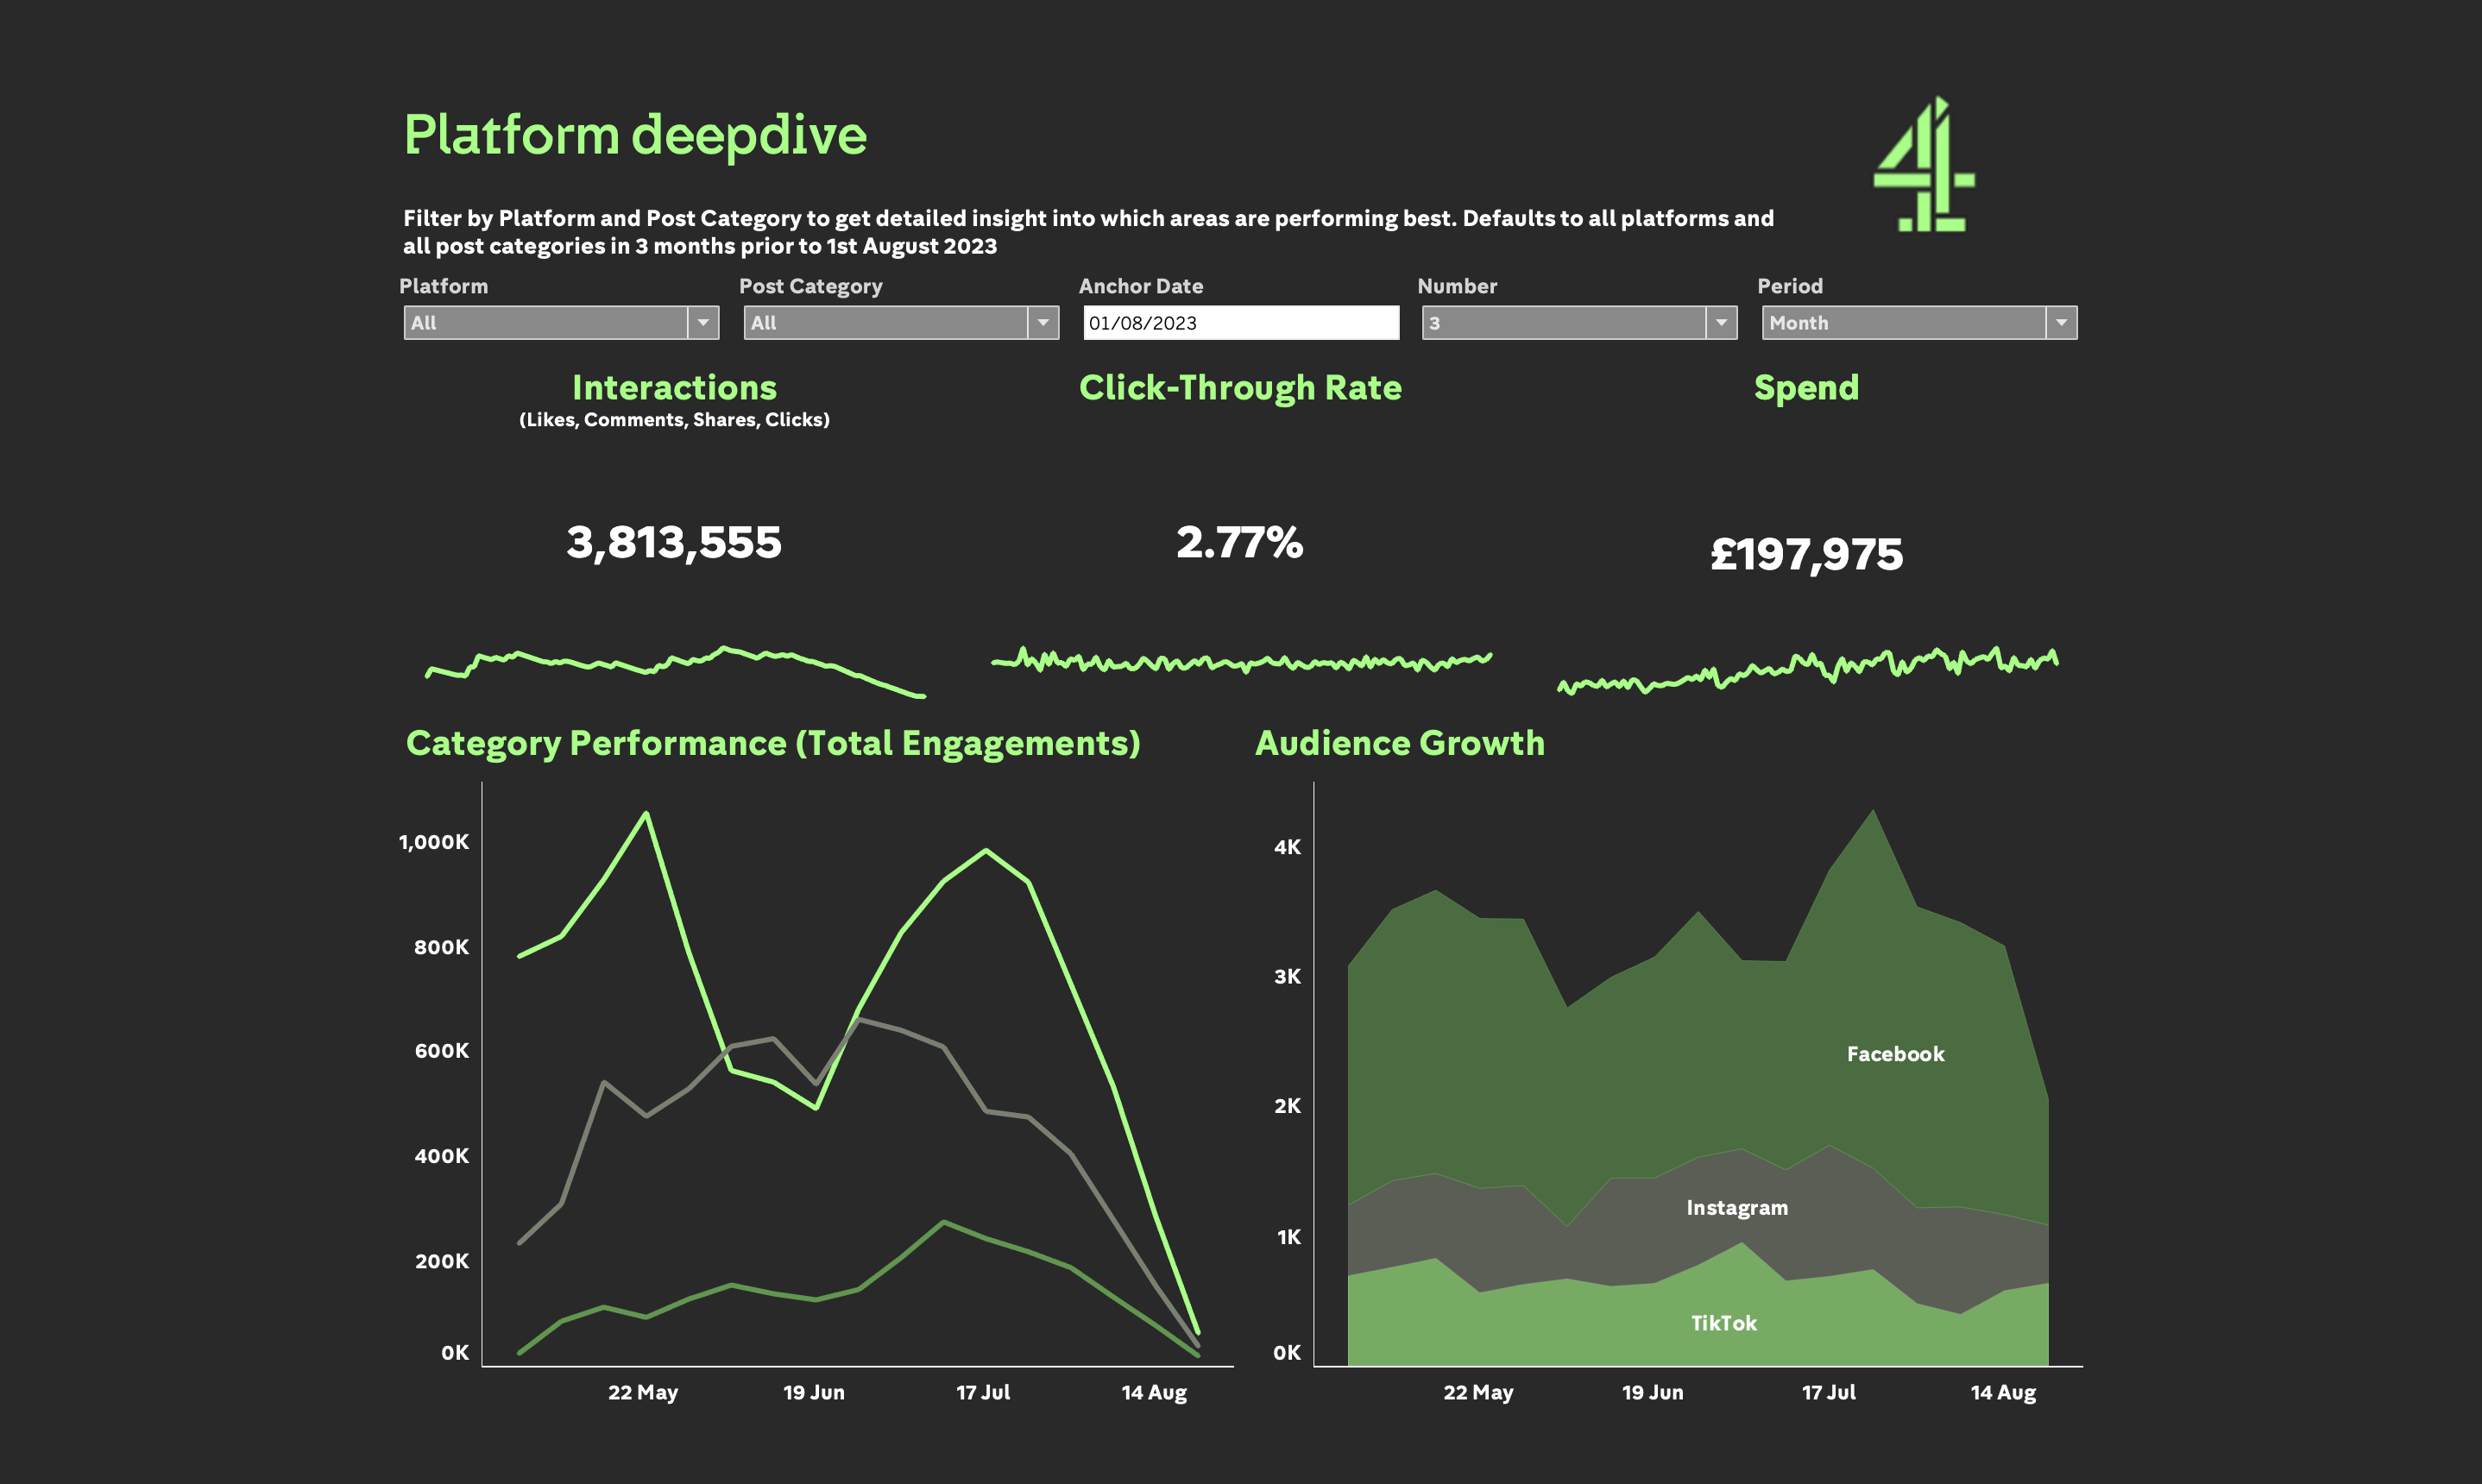 Platform deepdive
4
Filter by Platform and Post Category to get detailed insight into which areas are performing best. Defaults to all platforms and
all post categories in 3 months prior to 1st August 2023
Platform
Post Category
Anchor Date
Number
Period
All
All
01/08/2023
3
Month
Interactions
(Likes, Comments, Shares, Clicks)
Click-Through Rate
Spend
3,813,555
2.77%
£197,975
Category Performance (Total Engagements)
1,000K
800K
600K
400K
200K
0K
22 May
19 Jun
17 Jul
14 Aug
Audience Growth
4K
3K
2K
1K
0K
Facebook
Instagram
TikTok
22 May
19 Jun
17 Jul
14 Aug